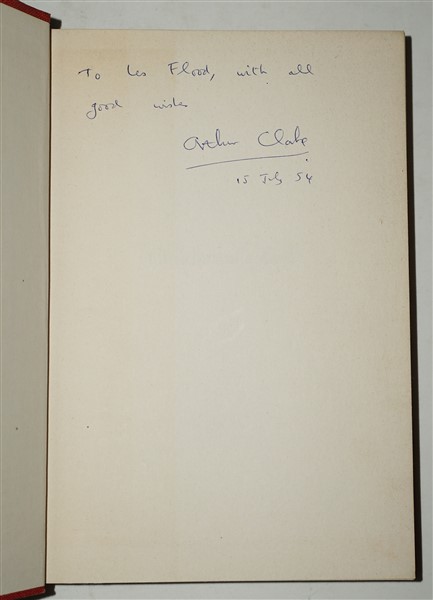 To Les Flood, with all
good wishes
Arthur Clarke
15 July 54